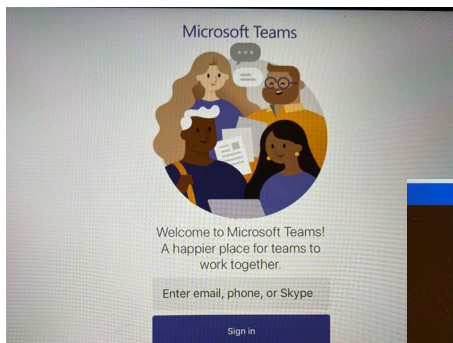 Microsoft Teams
Welcome to Microsoft Teams!
A happier place for teams to
work together.
Enter email, phone, or Skype
Sign in